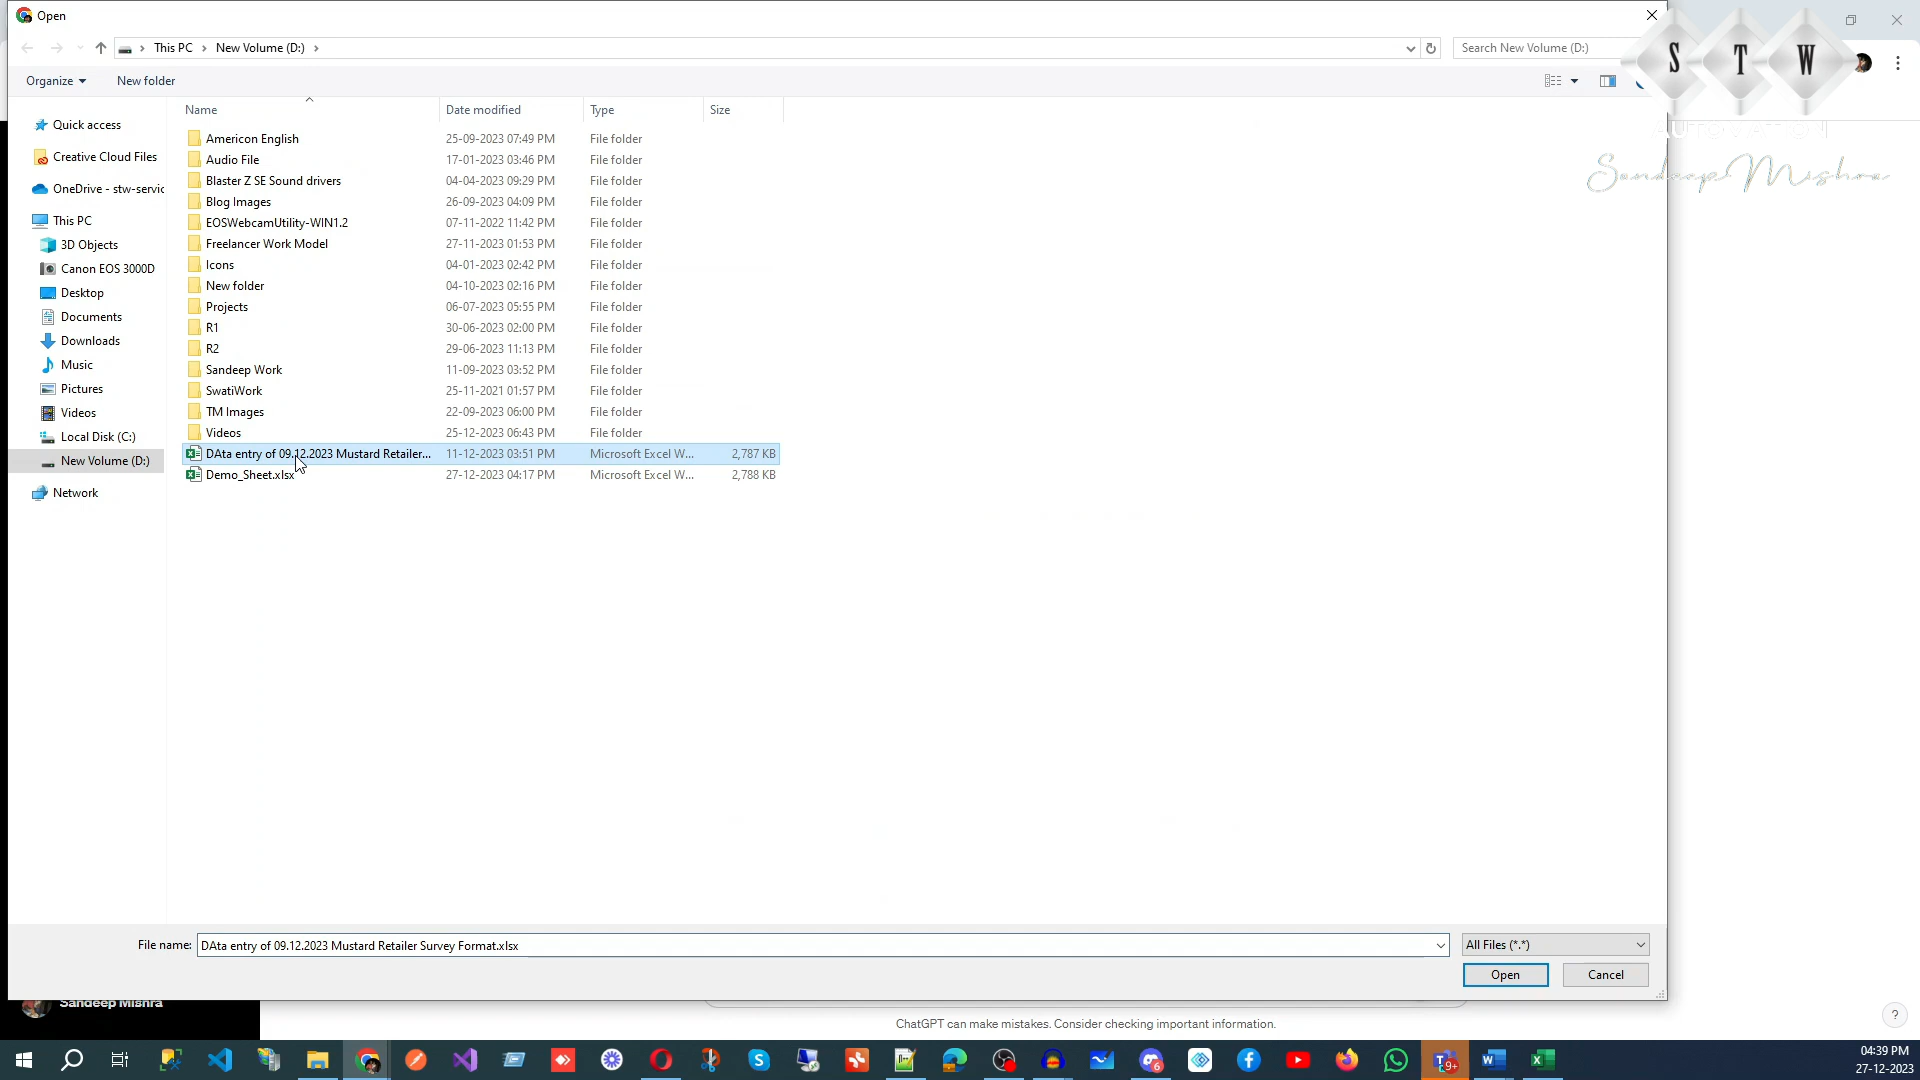 Open
This PC
New Volume (D:)
Search New Volume (D:)
S T W
Organize
New folder
Name
Date modified
Type
Size
Sandeep Mishra
Quick access
Creative Cloud Files
OneDrive - stw-servic
This PC
3D Objects
Canon EOS 3000D
Desktop
Documents
Downloads
Music
Pictures
Videos
Local Disk (C:)
New Volume (D:)
Network
American English 25-09-2023 07:49 PM File folder
Audio File 17-01-2023 03:46 PM File folder
Blaster Z SE Sound drivers 04-04-2023 09:29 PM File folder
Blog Images 26-09-2023 04:09 PM File folder
EOSWebcamUtility-WIN1.2 07-11-2022 11:42 PM File folder
Freelancer Work Model 27-11-2023 01:53 PM File folder
Icons 04-01-2023 02:42 PM File folder
New folder 04-10-2023 02:16 PM File folder
Projects 06-07-2023 05:55 PM File folder
R1 30-06-2023 02:00 PM File folder
R2 29-06-2023 11:13 PM File folder
Sandeep Work 11-09-2023 03:52 PM File folder
SwatiWork 25-11-2021 01:57 PM File folder
TM Images 22-09-2023 06:00 PM File folder
Videos 25-12-2023 06:43 PM File folder
DAta entry of 09.12.2023 Mustard Retailer... 11-12-2023 03:51 PM Microsoft Excel W... 2,787 KB
Demo_Sheet.xlsx 27-12-2023 04:17 PM Microsoft Excel W... 2,788 KB
File name: DAta entry of 09.12.2023 Mustard Retailer Survey Format.xlsx
All Files (*.*)
Open
Cancel
Sandeep Mishra
ChatGPT can make mistakes. Consider checking important information.
?
6
9+
04:39 PM
27-12-2023